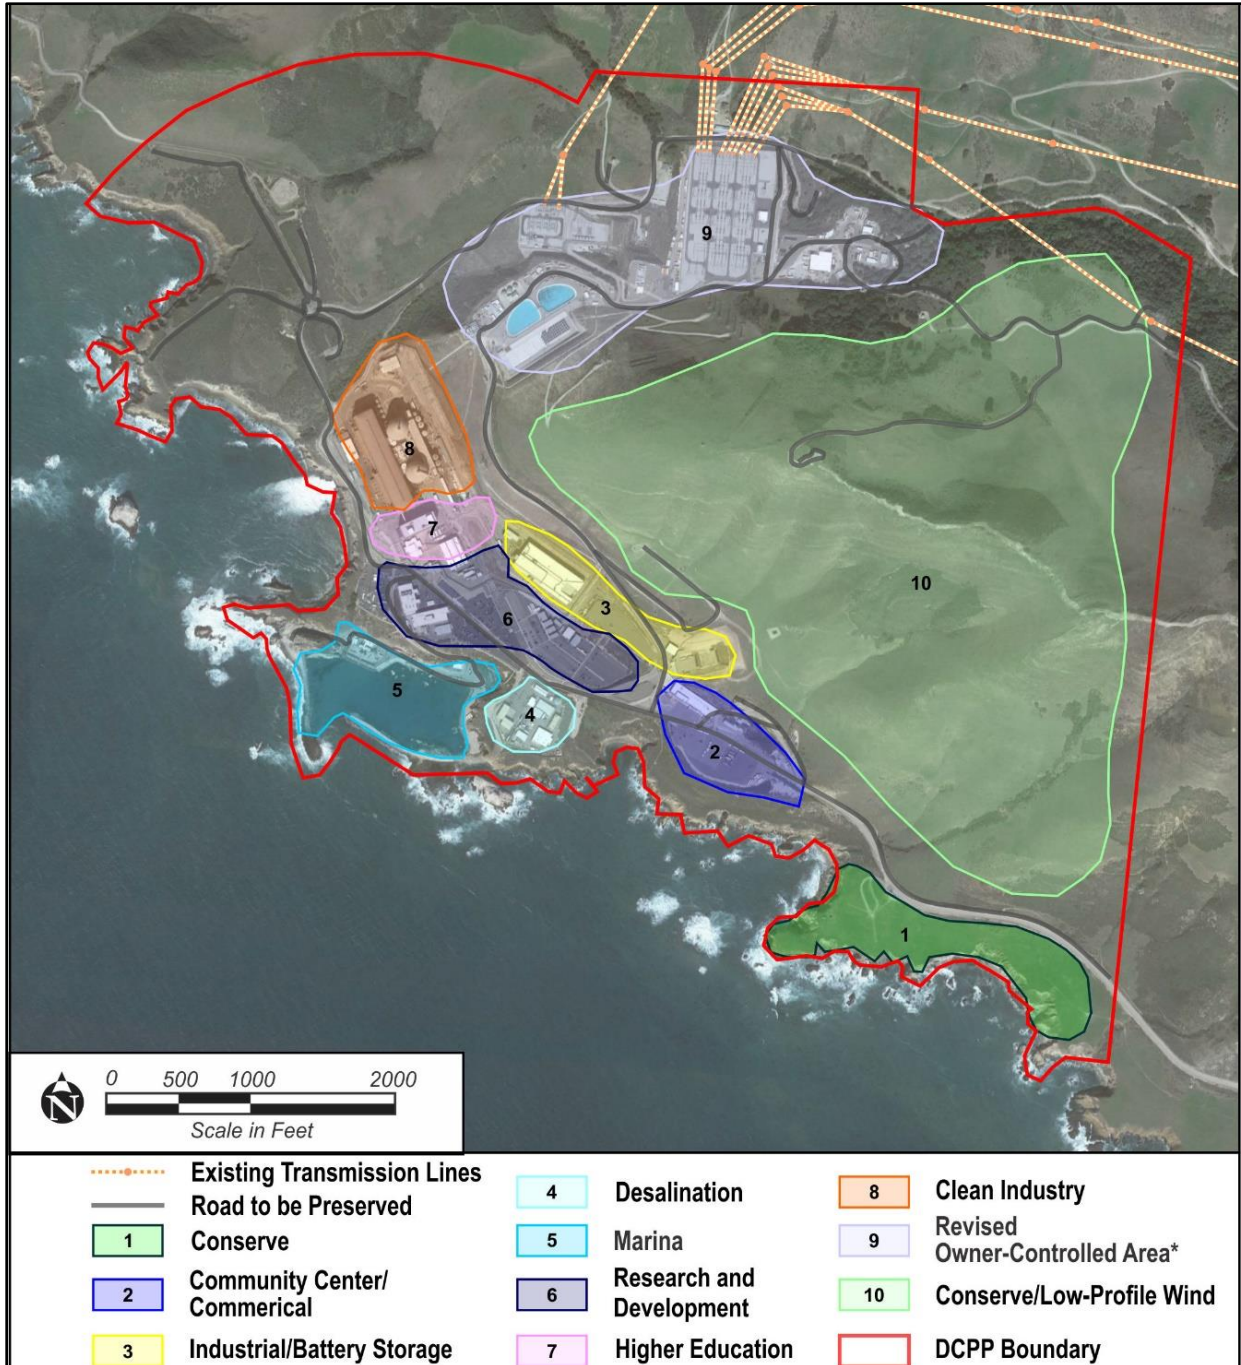 9
8
7
3
10
6
5
4
2
1
N
0 500 1000 2000
Scale in Feet
Existing Transmission Lines
Road to be Preserved
1 Conserve
2 Community Center/
Commerical
3 Industrial/Battery Storage
4 Desalination
5 Marina
6 Research and
Development
7 Higher Education
8 Clean Industry
9 Revised
Owner-Controlled Area*
10 Conserve/Low-Profile Wind
DCPP Boundary